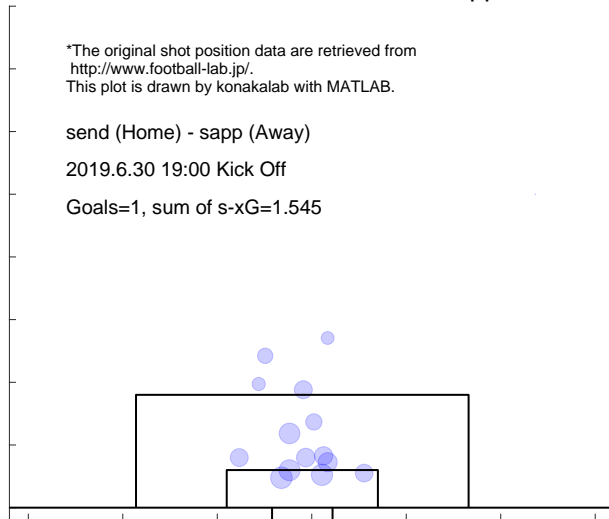 *The original shot position data are retrieved from
http://www.football-lab.jp/.
This plot is drawn by konakalab with MATLAB.
send (Home) - sapp (Away)
2019.6.30 19:00 Kick Off
Goals=1, sum of s-xG=1.545